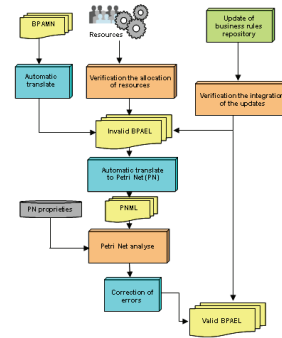 BPAMN
Resources
Update of
business rules
repository
Automatic
translate
Verification the allocation
of resources
Verification the integration
of the updates
Invalid BPAEL
Automatic translate
to Petri Net(PN)
PNML
PN proprieties
Petri Net analyse
Correction of
errors
Valid BPAEL